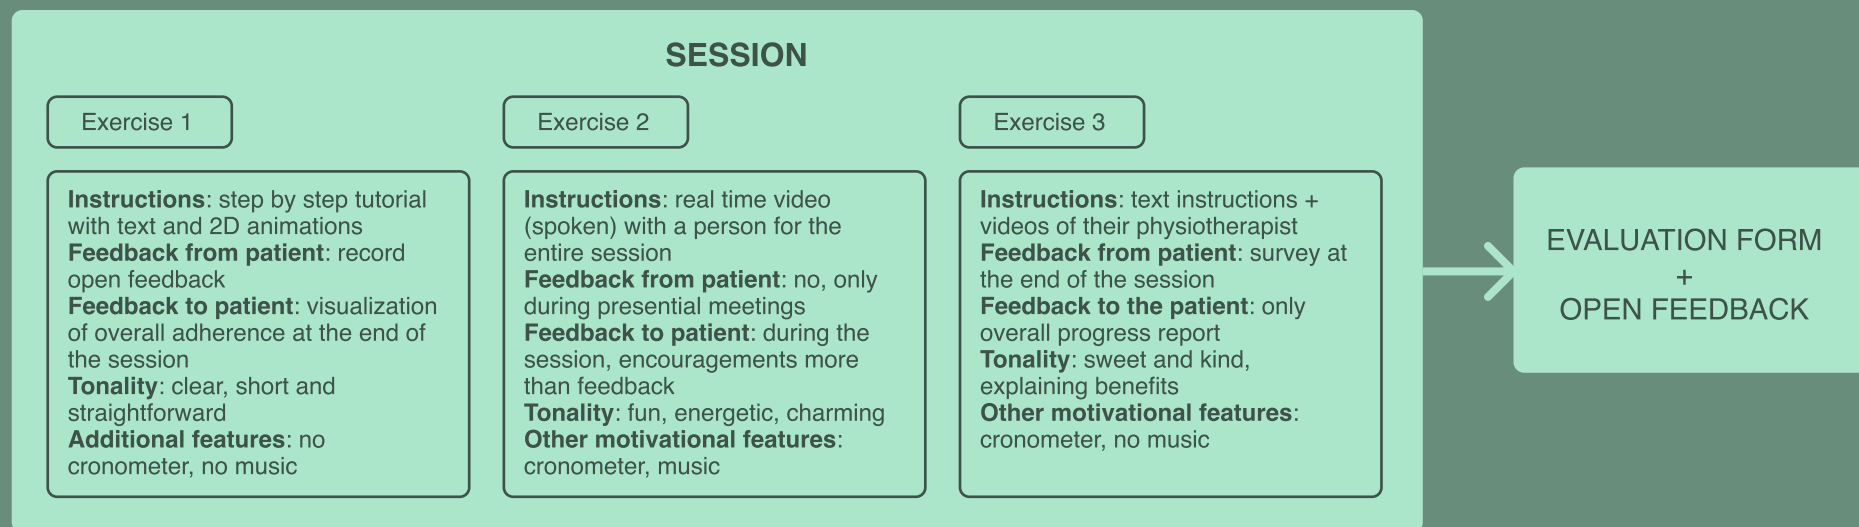 SESSION
Exercise 1
Instructions: step by step tutorial
with text and 2D animations
Feedback from patient: record
open feedback
Feedback to patient: visualization
of overall adherence at the end of
the session
Tonality: clear, short and
straightforward
Additional features: no
cronometer, no music
Exercise 2
Instructions: real time video
(spoken) with a person for the
entire session
Feedback from patient: no, only
during presential meetings
Feedback to patient: during the
session, encouragements more
than feedback
Tonality: fun, energetic, charming
Other motivational features:
cronometer, music
Exercise 3
Instructions: text instructions +
videos of their physiotherapist
Feedback from patient: survey at
the end of the session
Feedback to the patient: only
overall progress report
Tonality: sweet and kind,
explaining benefits
Other motivational features:
cronometer, no music
EVALUATION FORM
+
OPEN FEEDBACK